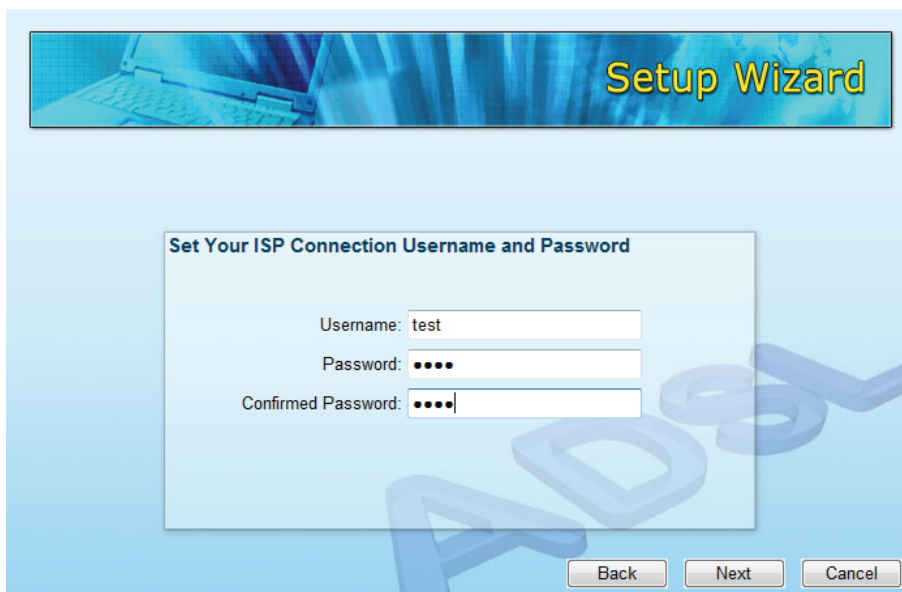 Setup Wizard
Set Your ISP Connection Username and Password
Username: test
Password: ••••
Confirmed Password: ••••
ADSL
Back Next Cancel